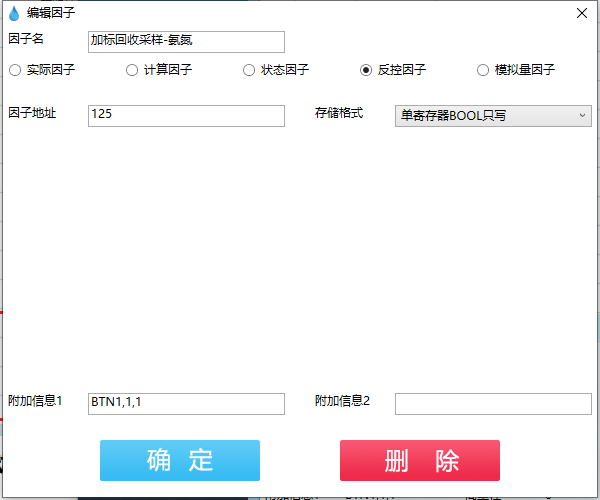 编辑因子
因子名 加标回收采样-氨氮
实际因子 计算因子 状态因子 反控因子 模拟量因子
因子地址 125 存储格式 单寄存器BOOL只写
附加信息1 BTN1,1,1 附加信息2
确 定 删 除